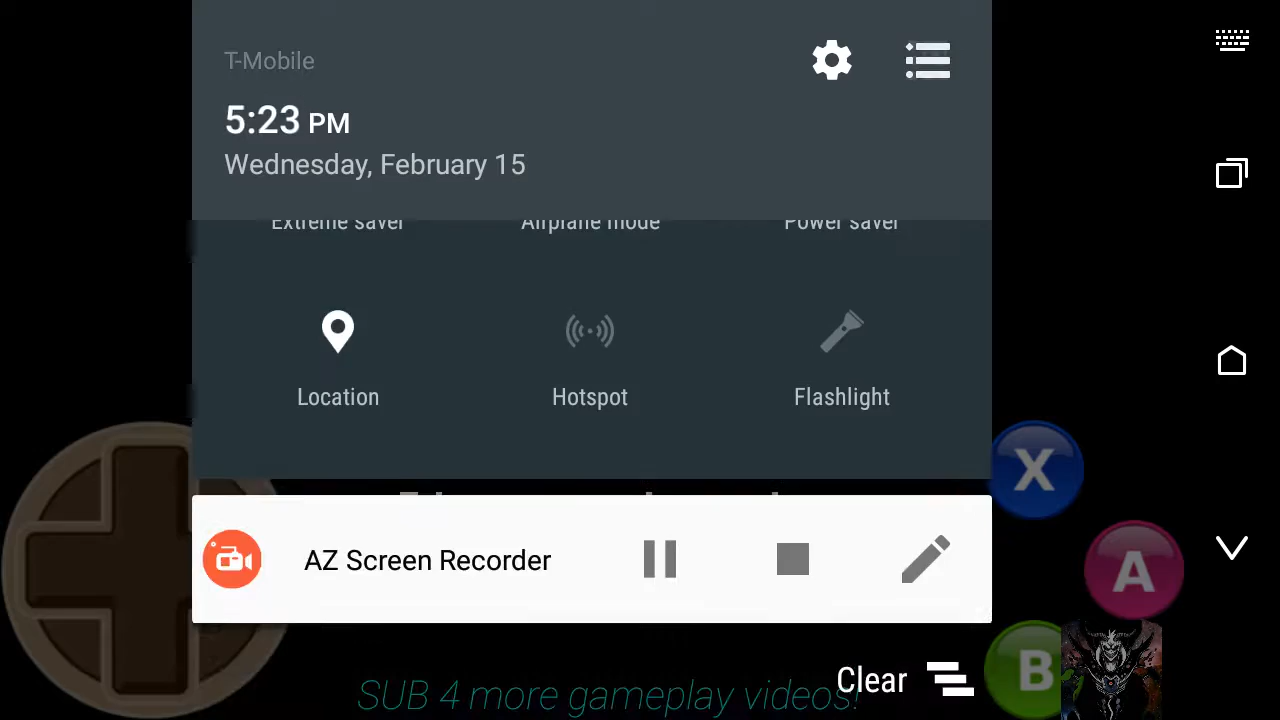 T-Mobile
5:23 PM
Wednesday, February 15
Extreme saver Airplane mode Power saver
Location Hotspot Flashlight
X
AZ Screen Recorder
A
Clear
B
SUB 4 more gameplay videos!